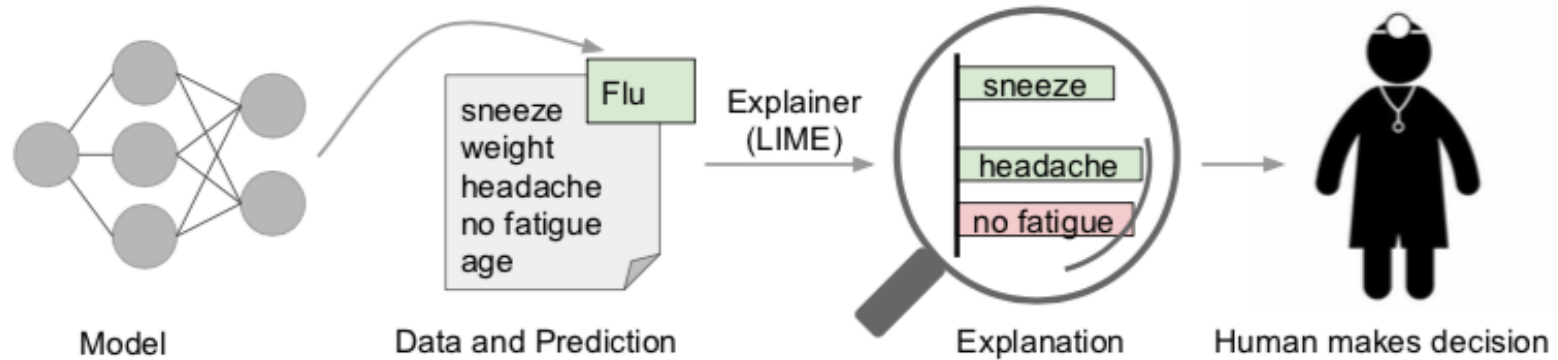 Flu
sneeze
weight
headache
no fatigue
age
Explainer
(LIME)
sneeze
headache
no fatigue
Model
Data and Prediction
Explanation
Human makes decision